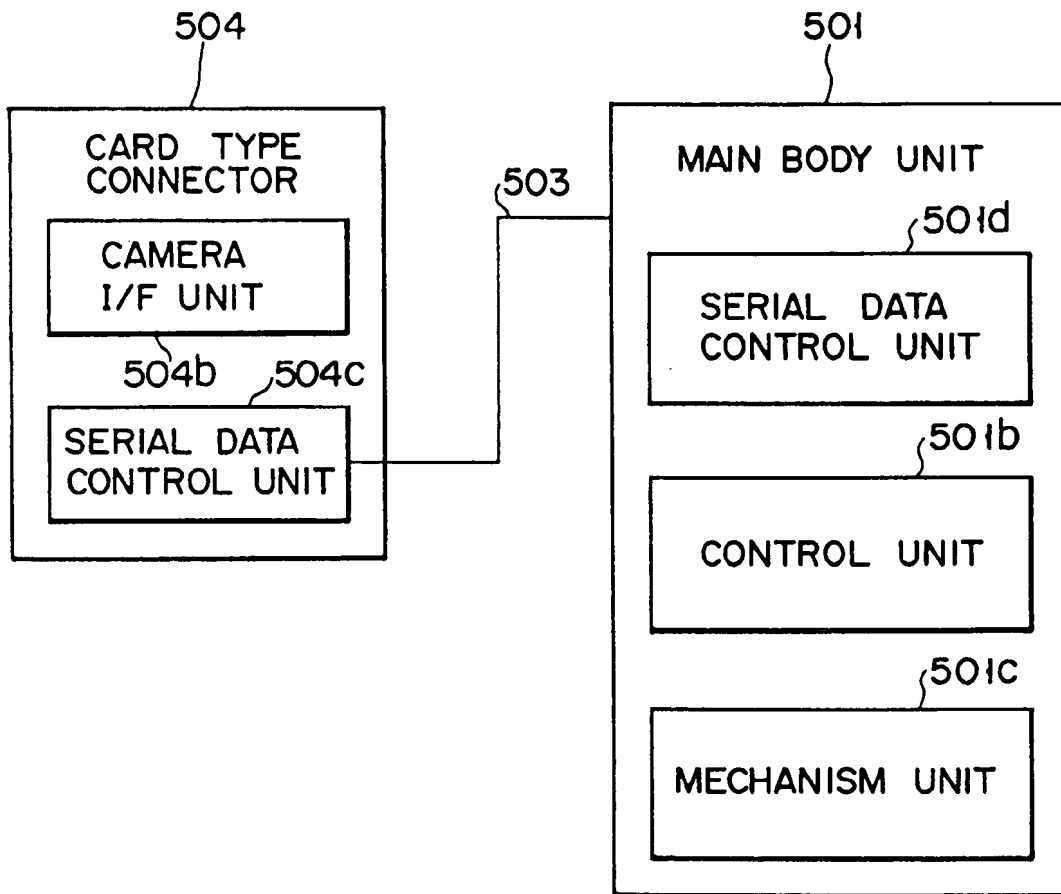 504
CARD TYPE
CONNECTOR
CAMERA
I/F UNIT
504b
504c
SERIAL DATA
CONTROL UNIT
503
501
MAIN BODY UNIT
501d
SERIAL DATA
CONTROL UNIT
501b
CONTROL UNIT
501c
MECHANISM UNIT